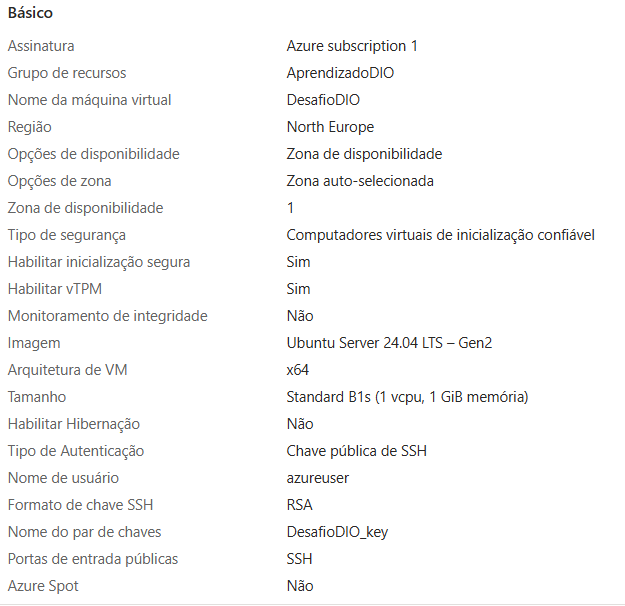 Básico
Assinatura Azure subscription 1
Grupo de recursos AprendizadoDIO
Nome da máquina virtual DesafioDIO
Região North Europe
Opções de disponibilidade Zona de disponibilidade
Opções de zona Zona auto-selecionada
Zona de disponibilidade 1
Tipo de segurança Computadores virtuais de inicialização confiável
Habilitar inicialização segura Sim
Habilitar vTPM Sim
Monitoramento de integridade Não
Imagem Ubuntu Server 24.04 LTS – Gen2
Arquitetura de VM x64
Tamanho Standard B1s (1 vcpu, 1 GiB memória)
Habilitar Hibernação Não
Tipo de Autenticação Chave pública de SSH
Nome de usuário azureuser
Formato de chave SSH RSA
Nome do par de chaves DesafioDIO_key
Portas de entrada públicas SSH
Azure Spot Não